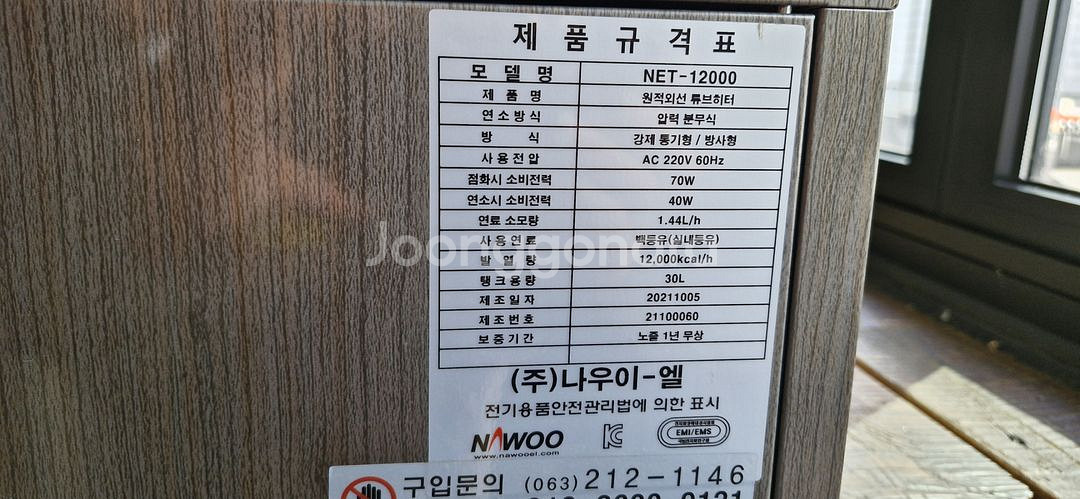 제품규격표
모델명 NET-12000
제품명 원적외선 튜브히터
연소방식 압력 분무식
방식 강제 통기형 / 방사형
사용전압 AC 220V 60Hz
점화시 소비전력 70W
연소시 소비전력 40W
연료 소모량 1.44L/h
사용연료 백등유(실내등유)
발열량 12,000kcal/h
탱크용량 30L
제조일자 20211005
제조번호 21100060
보증기간 노즐 1년 무상
(주)나우이-엘
전기용품안전관리법에 의한 표시
NAWOO
www.nawooel.com
EMI/EMS
구입문의 (063) 212-1146
Joonggonara